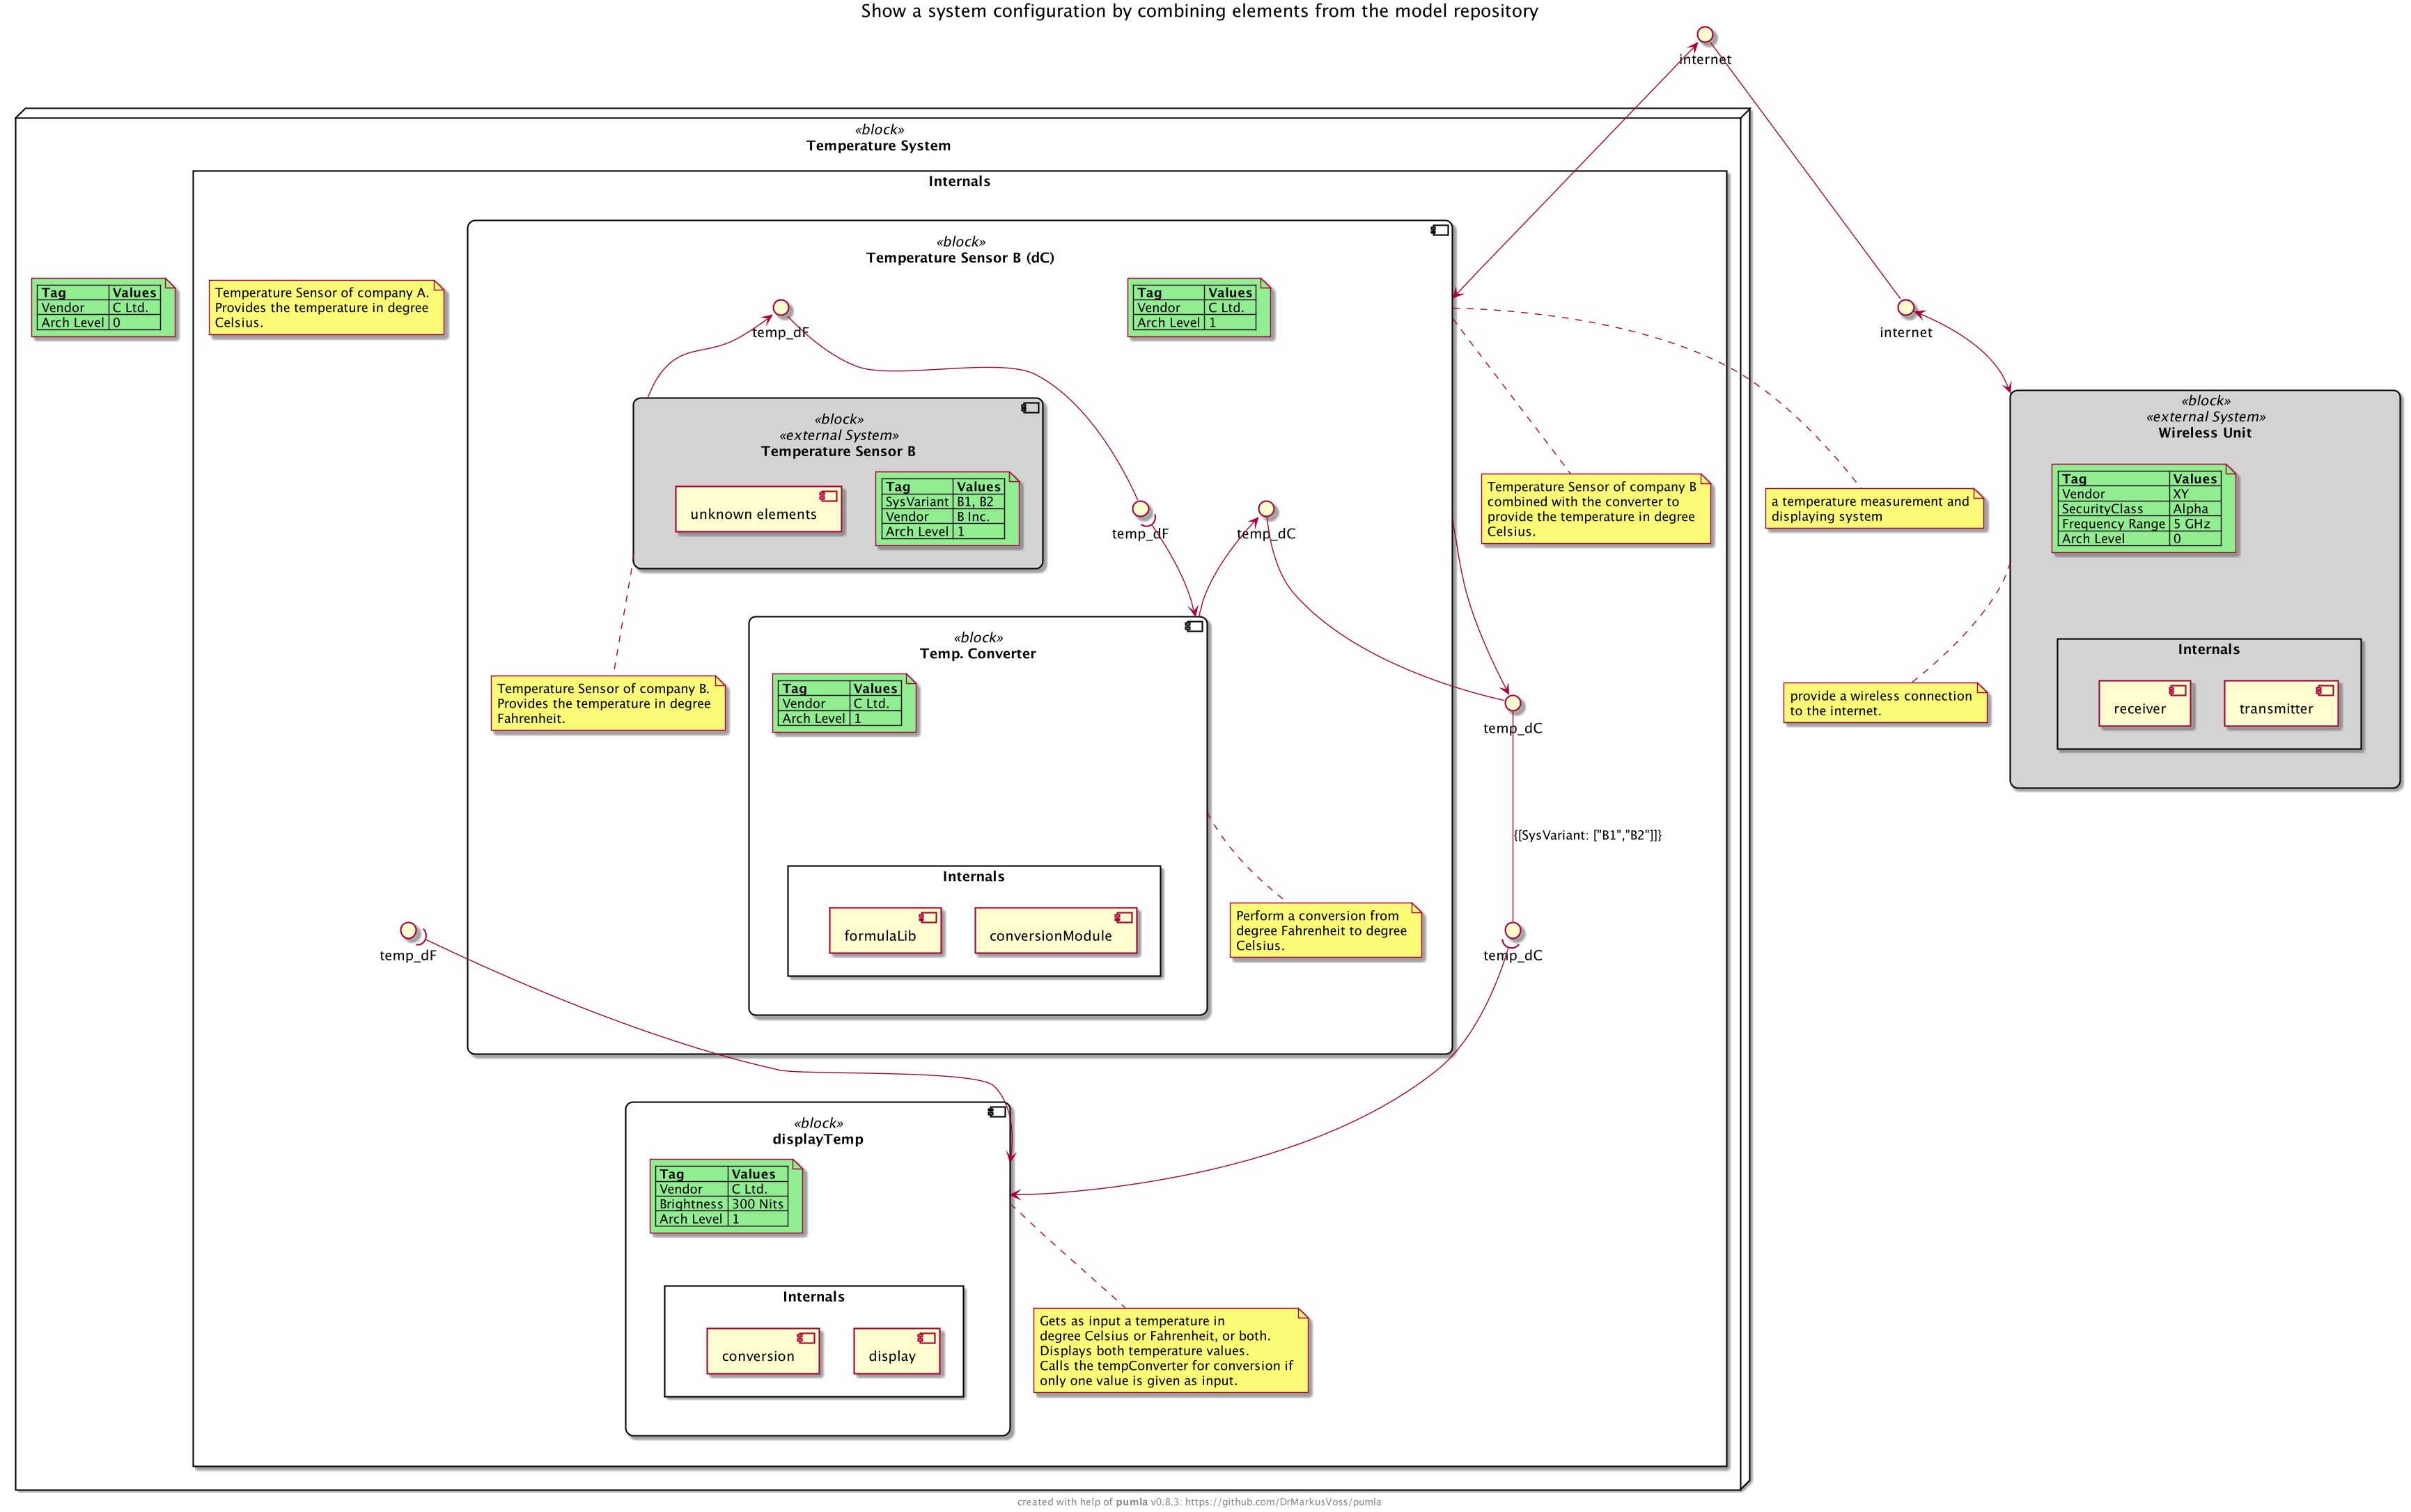 Show a system configuration by combining elements from the model repository
internet
«block»
Temperature System
Internals
«block»
Temperature Sensor B (dC)
Tag Values
Vendor C Ltd.
Arch Level 0
Temperature Sensor of company A.
Provides the temperature in degree
Celsius.
temp_dF
Tag Values
Vendor C Ltd.
Arch Level 1
internet
«block»
«external System»
Temperature Sensor B
unknown elements
Tag Values
SysVariant B1, B2
Vendor B Inc.
Arch Level 1
temp_dF
temp_dC
Temperature Sensor of company B
combined with the converter to
provide the temperature in degree
Celsius.
a temperature measurement and
displaying system
«block»
«external System»
Wireless Unit
Tag Values
Vendor XY
SecurityClass Alpha
Frequency Range 5 GHz
Arch Level 0
Internals
receiver
transmitter
provide a wireless connection
to the internet.
Temperature Sensor of company B.
Provides the temperature in degree
Fahrenheit.
«block»
Temp. Converter
Tag Values
Vendor C Ltd.
Arch Level 1
temp_dC
{[SysVariant: ["B1","B2"]]}
Internals
formulaLib
conversionModule
Perform a conversion from
degree Fahrenheit to degree
Celsius.
temp_dF
temp_dC
«block»
displayTemp
Tag Values
Vendor C Ltd.
Brightness 300 Nits
Arch Level 1
Internals
conversion
display
Gets as input a temperature in
degree Celsius or Fahrenheit, or both.
Displays both temperature values.
Calls the tempConverter for conversion if
only one value is given as input.
created with help of pumla v0.8.3: https://github.com/DrMarkusVoss/pumla